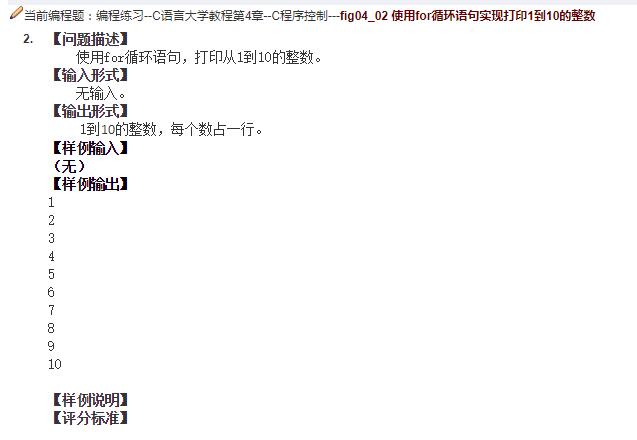 当前编程题：编程练习--C语言大学教程第4章--C程序控制---fig04_02 使用for循环语句实现打印1到10的整数
2. 【问题描述】
使用for循环语句，打印从1到10的整数。
【输入形式】
无输入。
【输出形式】
1到10的整数，每个数占一行。
【样例输入】
（无）
【样例输出】
1
2
3
4
5
6
7
8
9
10
【样例说明】
【评分标准】